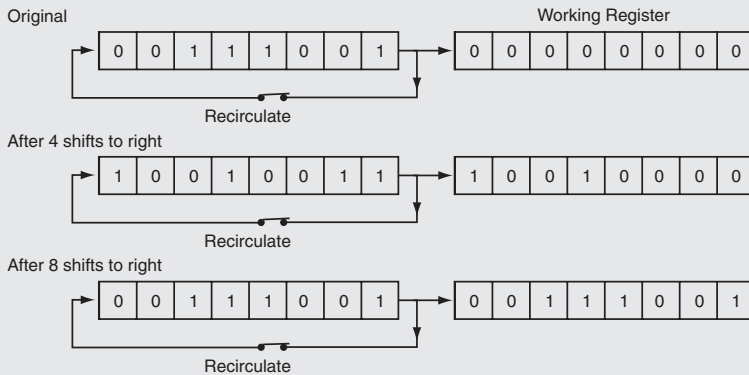 Original
Working Register
0 0 1 1 1 0 0 1 0 0 0 0 0 0 0 0
Recirculate
After 4 shifts to right
1 0 0 1 0 0 1 1 1 0 0 1 0 0 0 0
Recirculate
After 8 shifts to right
0 0 1 1 1 0 0 1 0 0 1 1 1 0 0 1
Recirculate